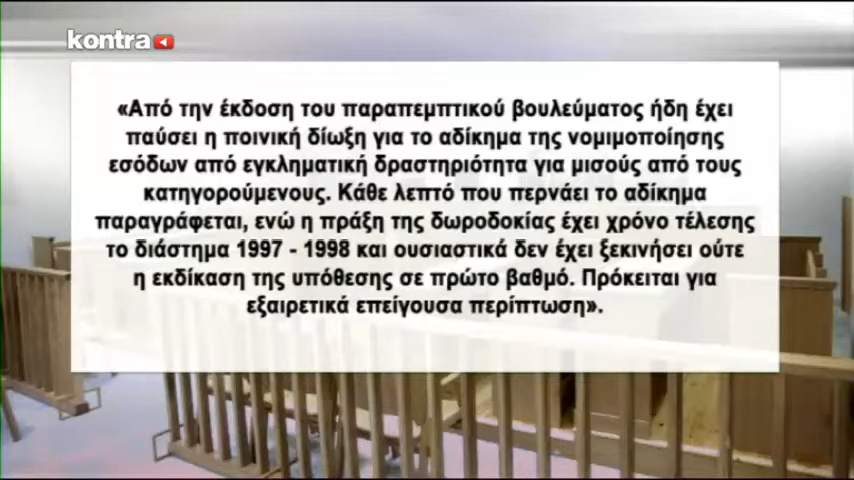 kontra
«Από την έκδοση του παραπεμπτικού βουλεύματος ήδη έχει
παύσει η ποινική δίωξη για το αδίκημα της νομιμοποίησης
εσόδων από εγκληματική δραστηριότητα για μισούς από τους
κατηγορούμενους. Κάθε λεπτό που περνάει το αδίκημα
παραγράφεται, ενώ η πράξη της δωροδοκίας έχει χρόνο τέλεσης
το διάστημα 1997 - 1998 και ουσιαστικά δεν έχει ξεκινήσει ούτε
η εκδίκαση της υπόθεσης σε πρώτο βαθμό. Πρόκειται για
εξαιρετικά επείγουσα περίπτωση».